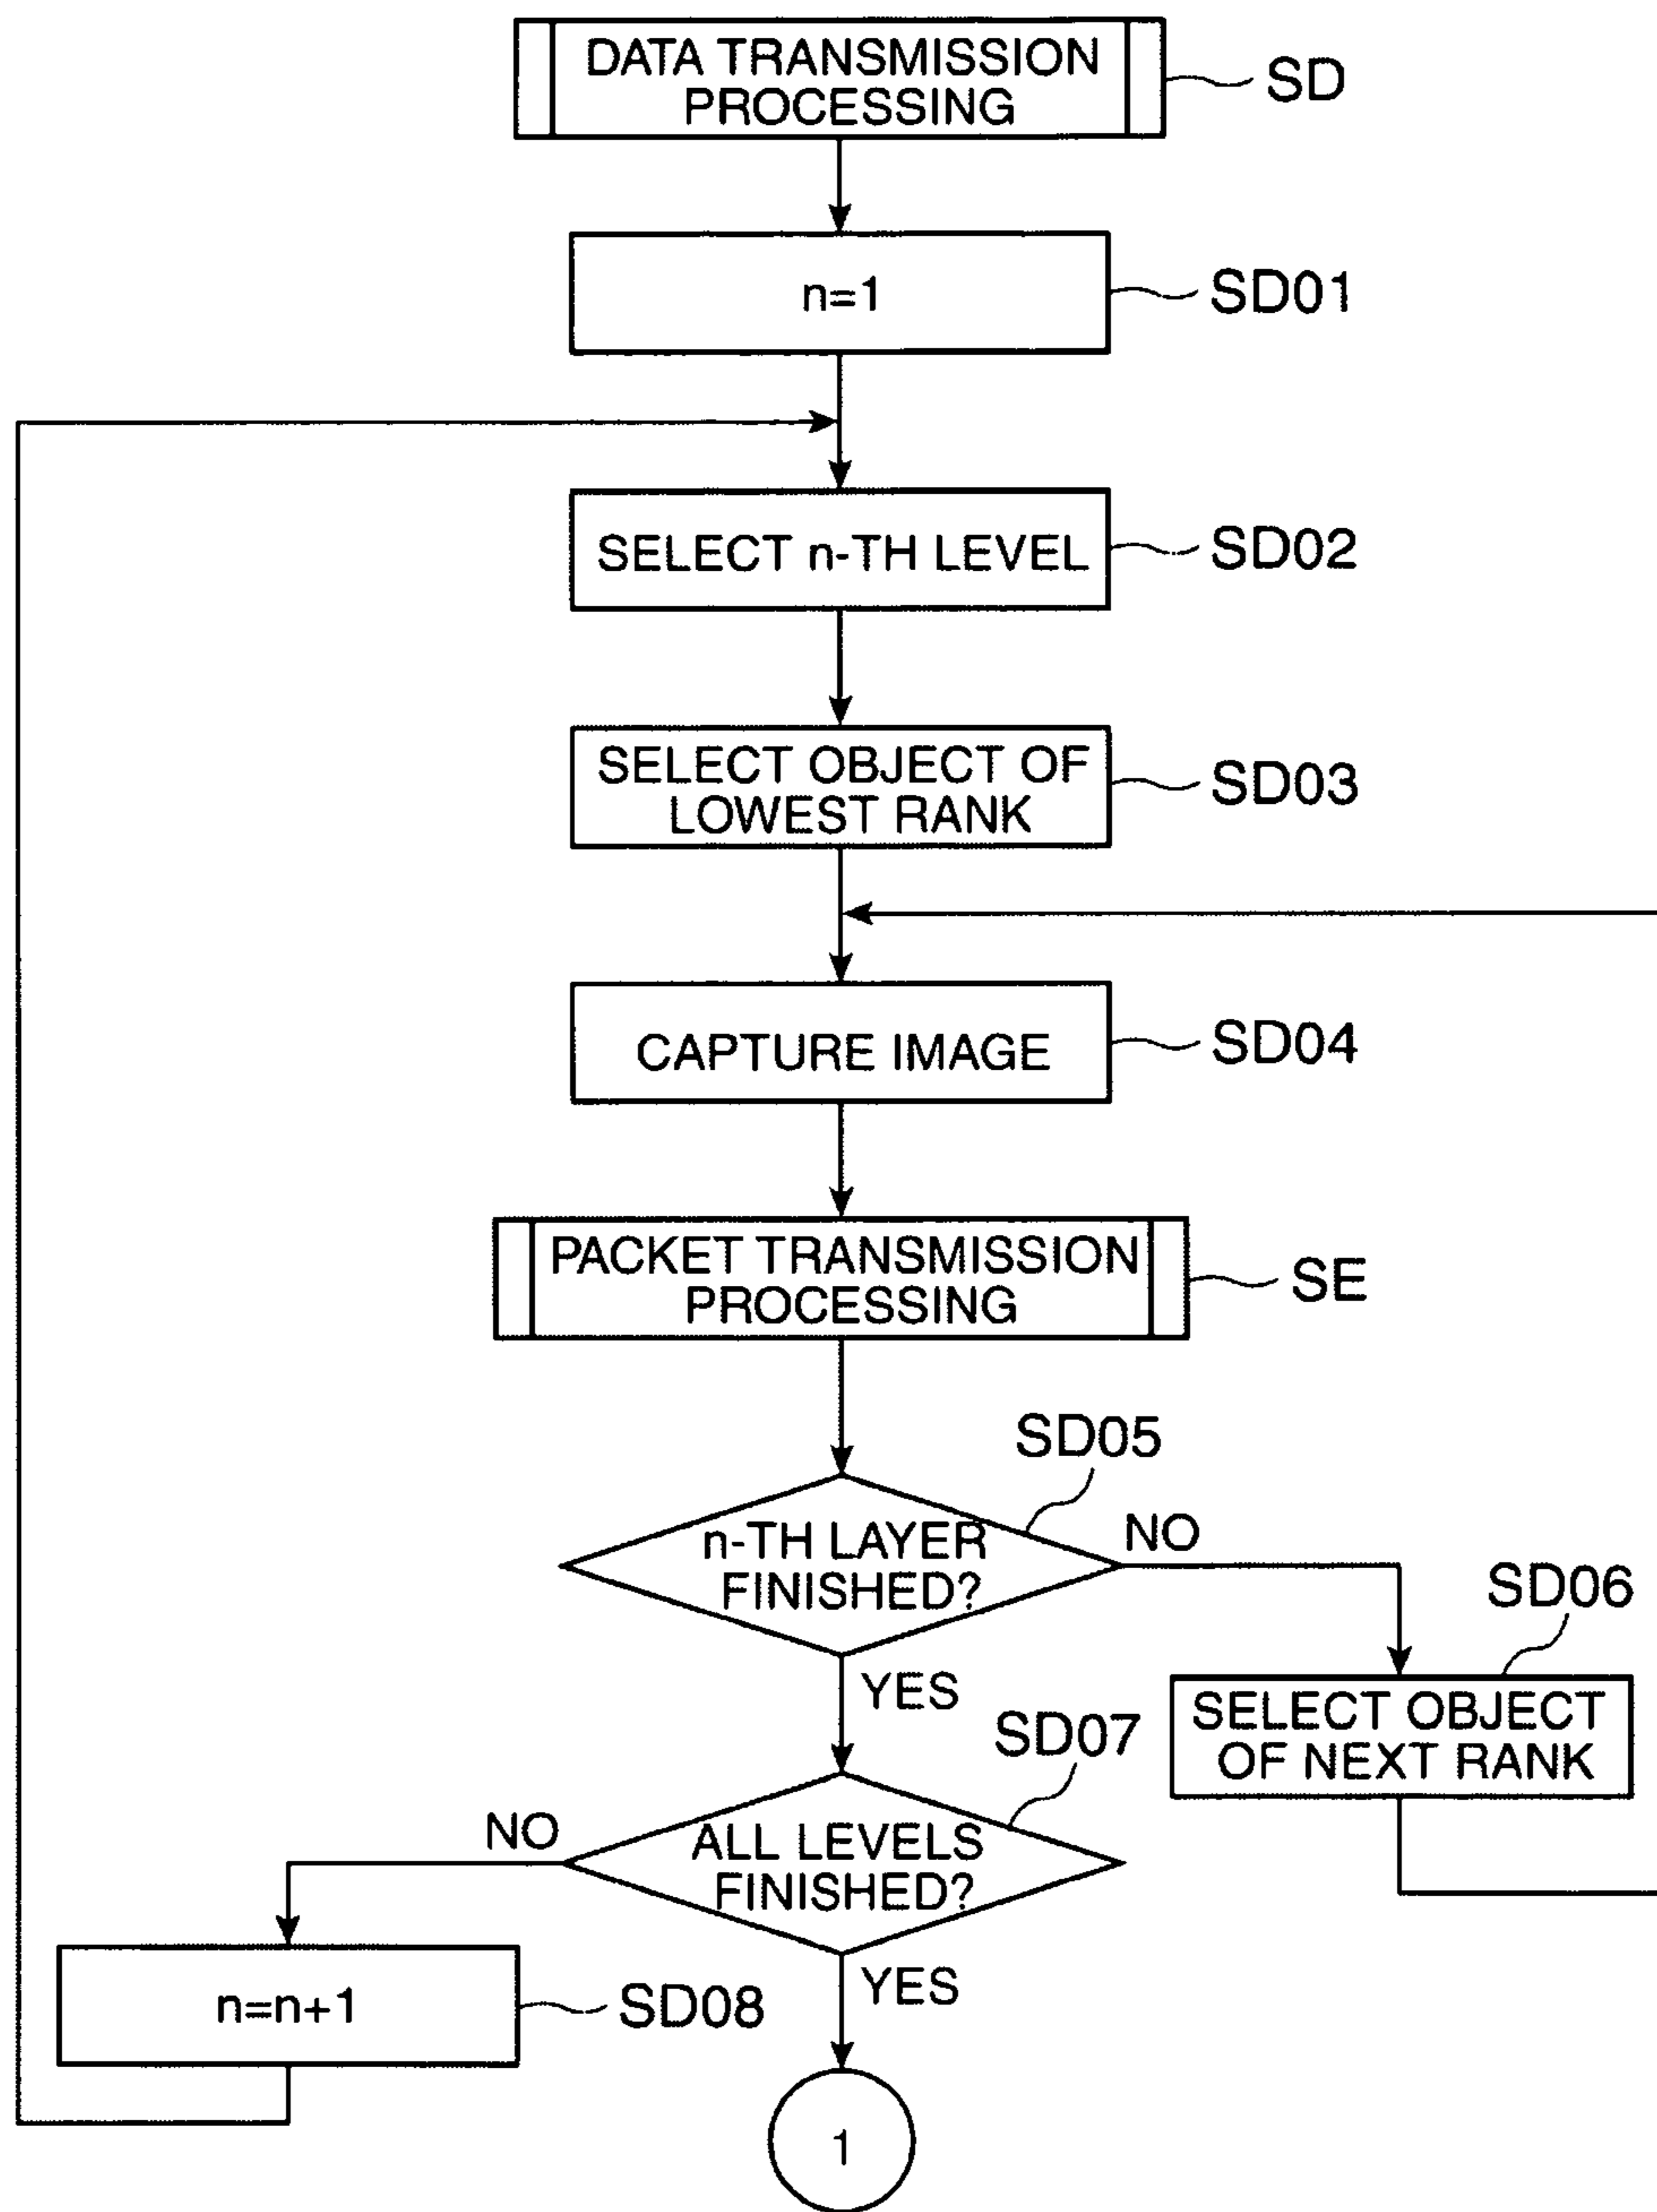 DATA TRANSMISSION
PROCESSING
SD
n=1
SD01
SELECT n-TH LEVEL
SD02
SELECT OBJECT OF
LOWEST RANK
SD03
CAPTURE IMAGE
SD04
PACKET TRANSMISSION
PROCESSING
SE
SD05
n-TH LAYER
FINISHED?
NO
SD06
YES
SELECT OBJECT
OF NEXT RANK
SD07
NO
ALL LEVELS
FINISHED?
YES
n=n+1
SD08
1